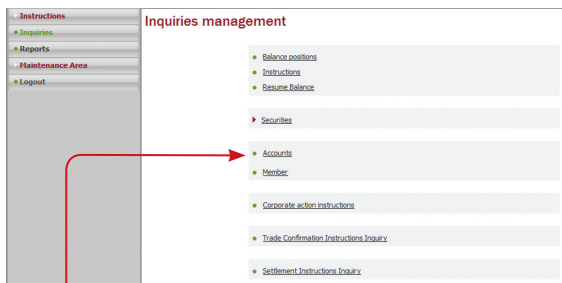 Instructions
Inquiries
Reports
Maintenance Area
Logout
Inquiries management
Balance positions
Instructions
Resume Balance
Securities
Accounts
Member
Corporate action instructions
Trade Confirmation Instructions Inquiry
Settlement Instructions Inquiry